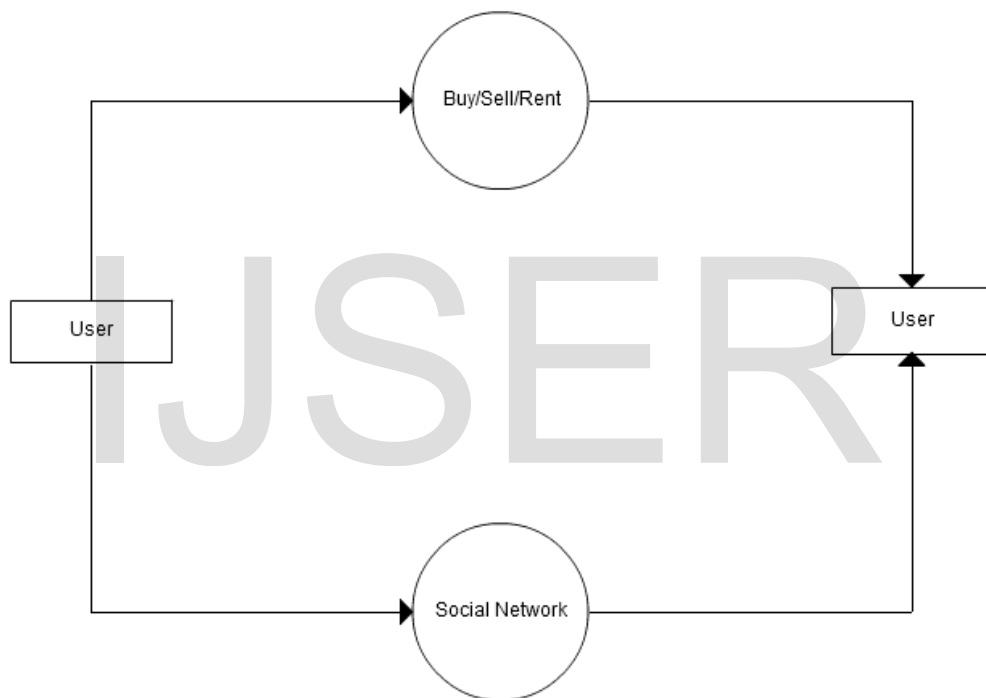 Buy/Sell/Rent
User
User
IJSER
Social Network